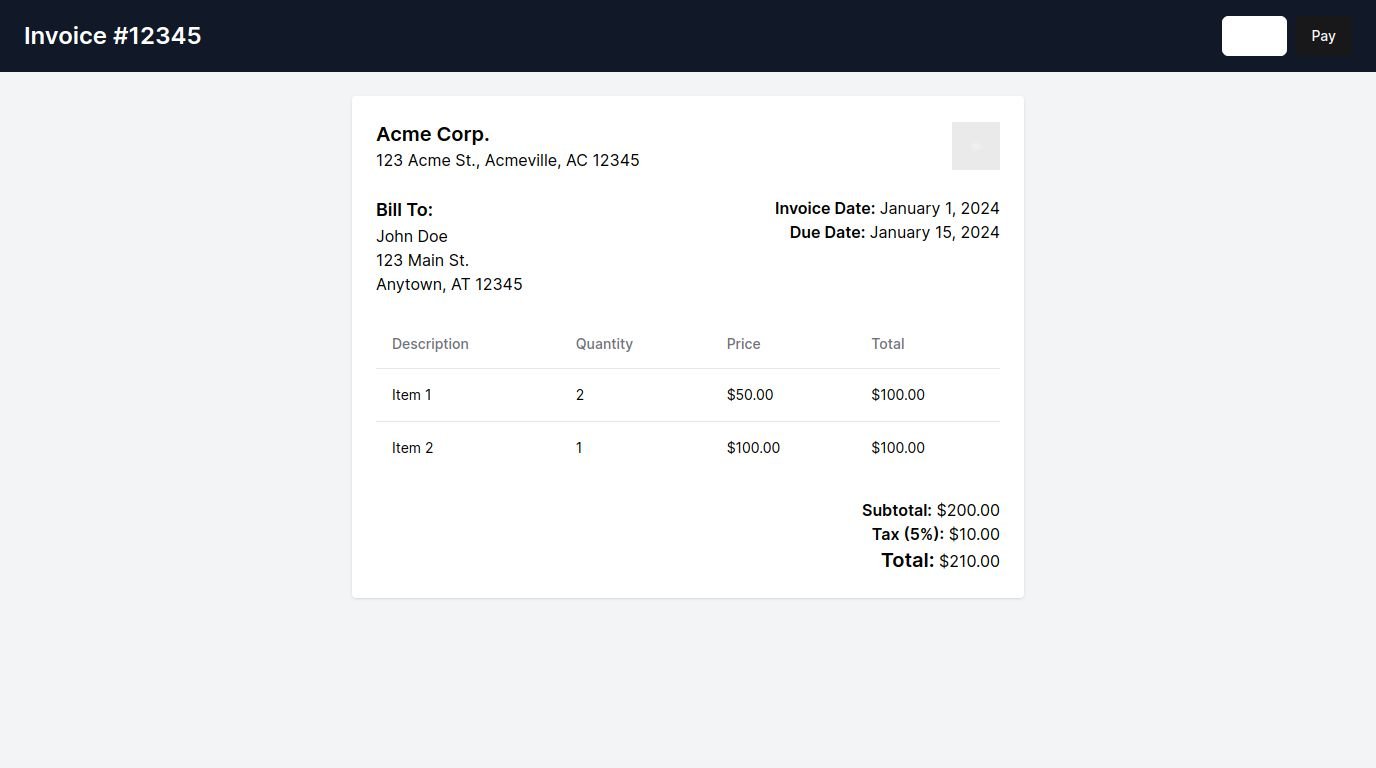 Invoice #12345
Pay
Acme Corp.
123 Acme St., Acmeville, AC 12345
Bill To:
John Doe
123 Main St.
Anytown, AT 12345
Invoice Date: January 1, 2024
Due Date: January 15, 2024
Description Quantity Price Total
Item 1 2 $50.00 $100.00
Item 2 1 $100.00 $100.00
Subtotal: $200.00
Tax (5%): $10.00
Total: $210.00